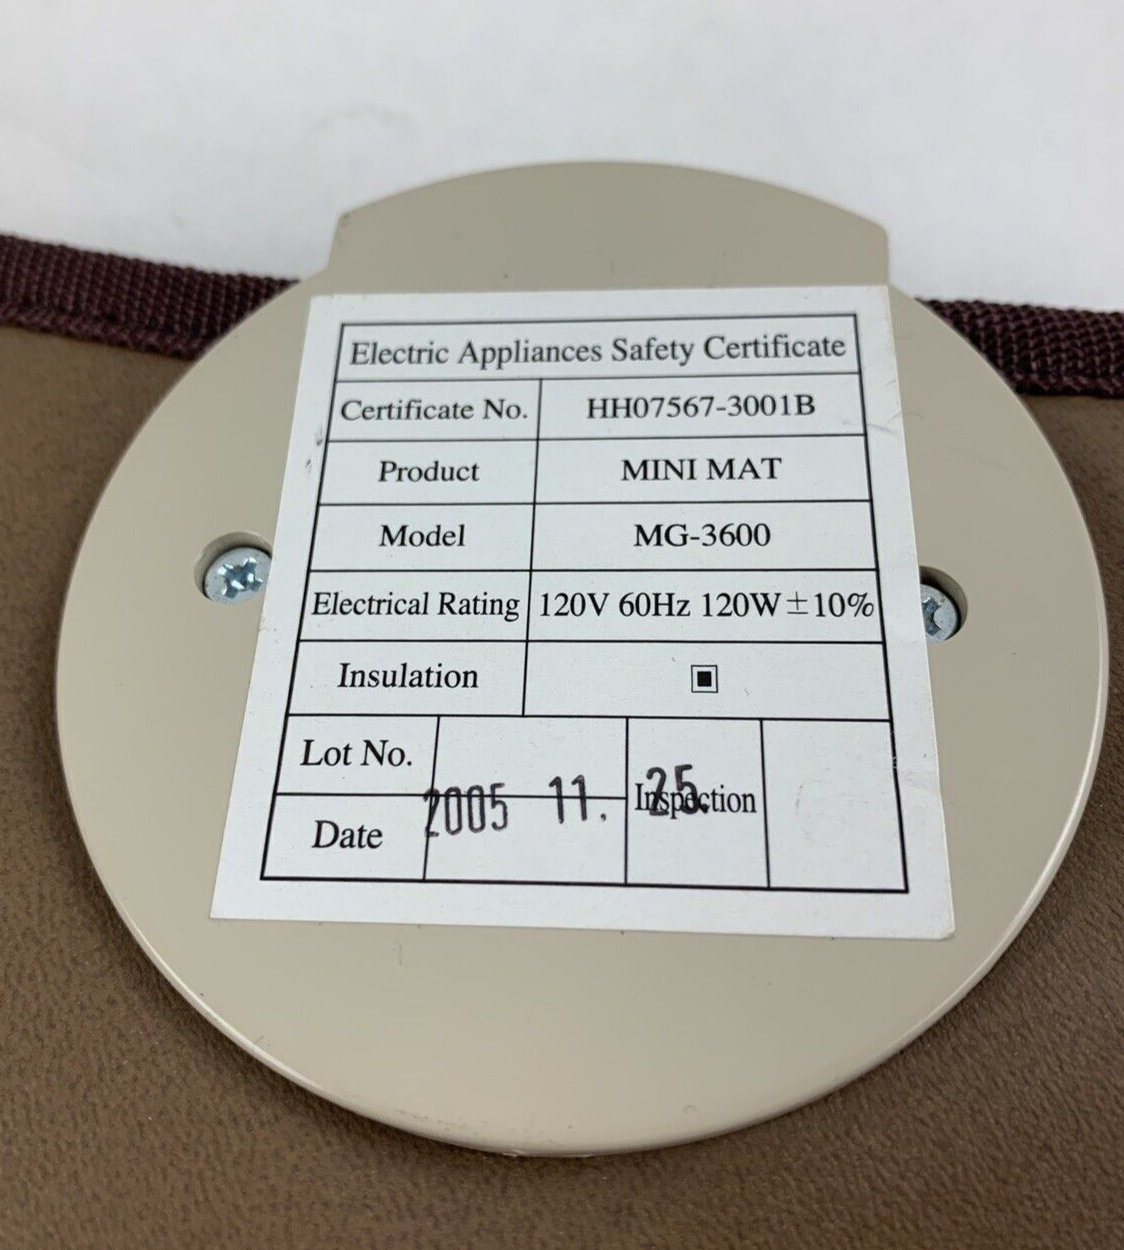 Electric Appliances Safety Certificate
Certificate No. HH07567-3001B
Product MINI MAT
Model MG-3600
Electrical Rating 120V 60Hz 120W±10%
Insulation
Lot No.
2005 11. 25.
Inspection
Date